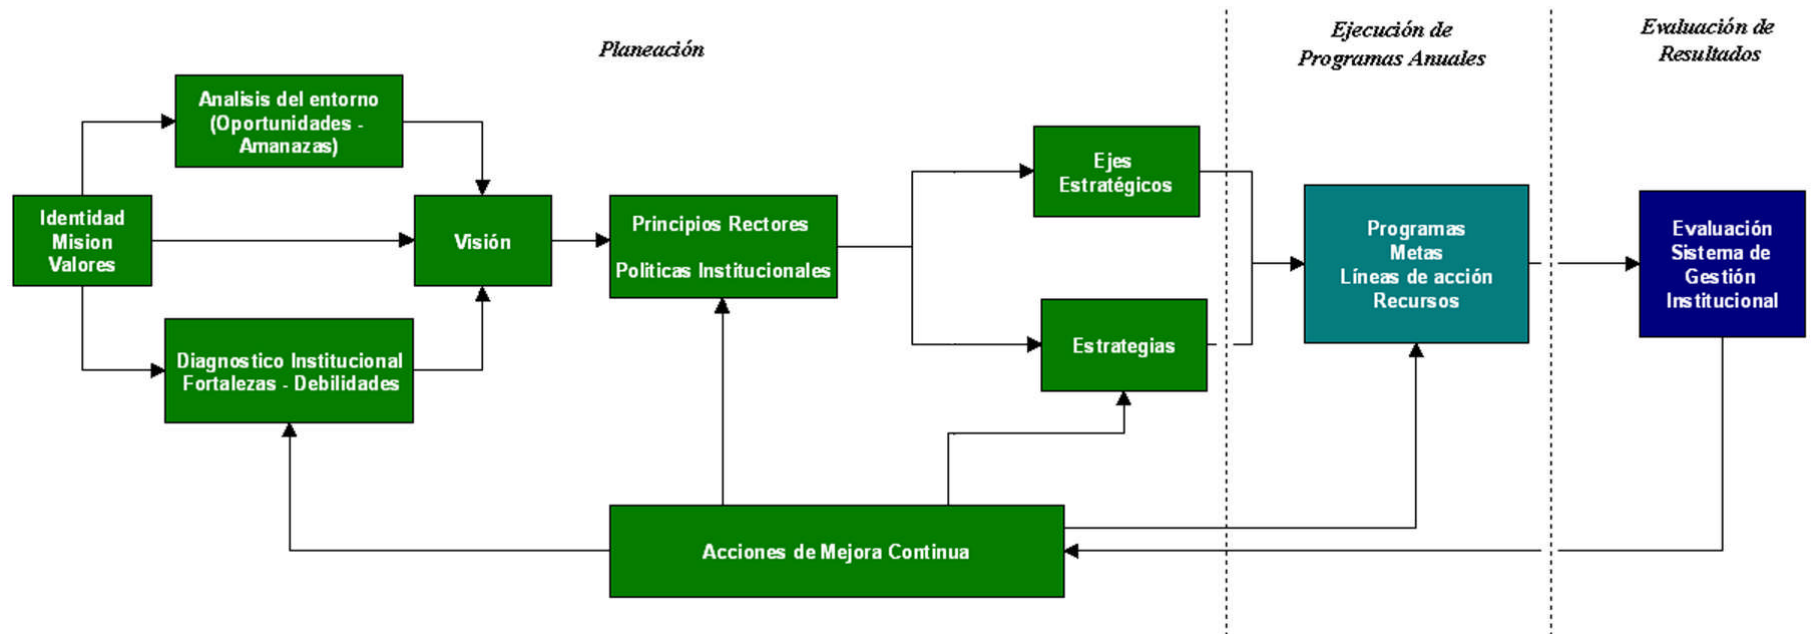 Planeación
Ejecución de
Programas Anuales
Evaluación de
Resultados
Analisis del entorno
(Oportunidades -
Amanazas)
Identidad
Mision
Valores
Visión
Diagnostico Institucional
Fortalezas - Debilidades
Principios Rectores
Politicas Institucionales
Ejes
Estratégicos
Estrategias
Programas
Metas
Líneas de acción
Recursos
Evaluación
Sistema de
Gestión
Institucional
Acciones de Mejora Continua